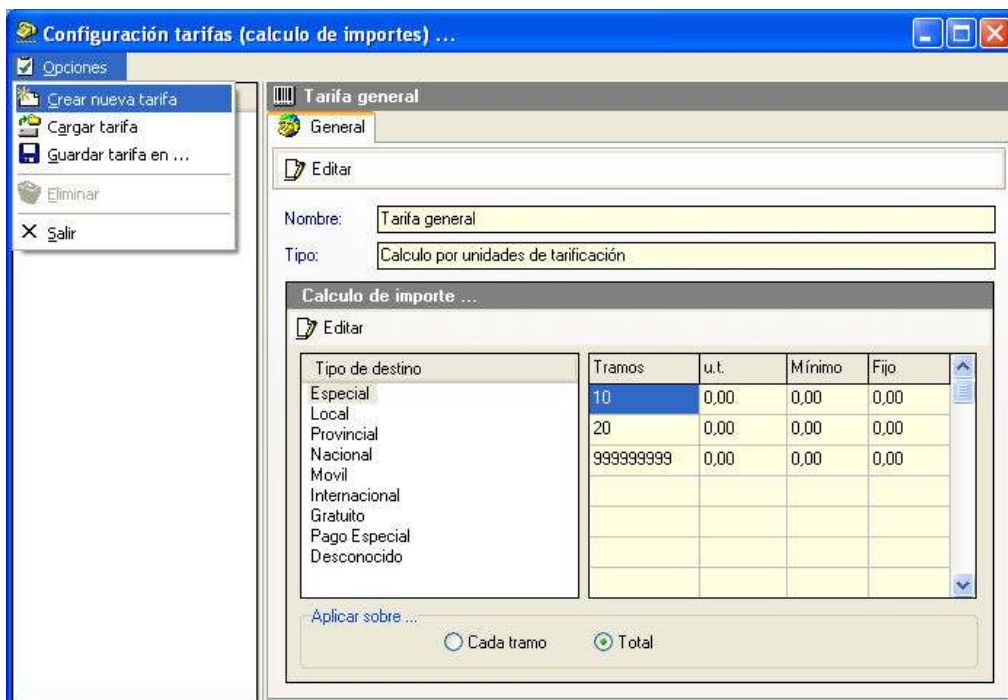 Configuración tarifas (calculo de importes) ...
Opciones
Crear nueva tarifa
Cargar tarifa
Guardar tarifa en ...
Eliminar
Salir
Tarifa general
General
Editar
Nombre: Tarifa general
Tipo: Calculo por unidades de tarificación
Calculo de importe ...
Editar
Tipo de destino
Especial
Local
Provincial
Nacional
Movil
Internacional
Gratuito
Pago Especial
Desconocido
Tramos u.t. Mínimo Fijo
10 0,00 0,00 0,00
20 0,00 0,00 0,00
999999999 0,00 0,00 0,00
Aplicar sobre ...
Cada tramo Total